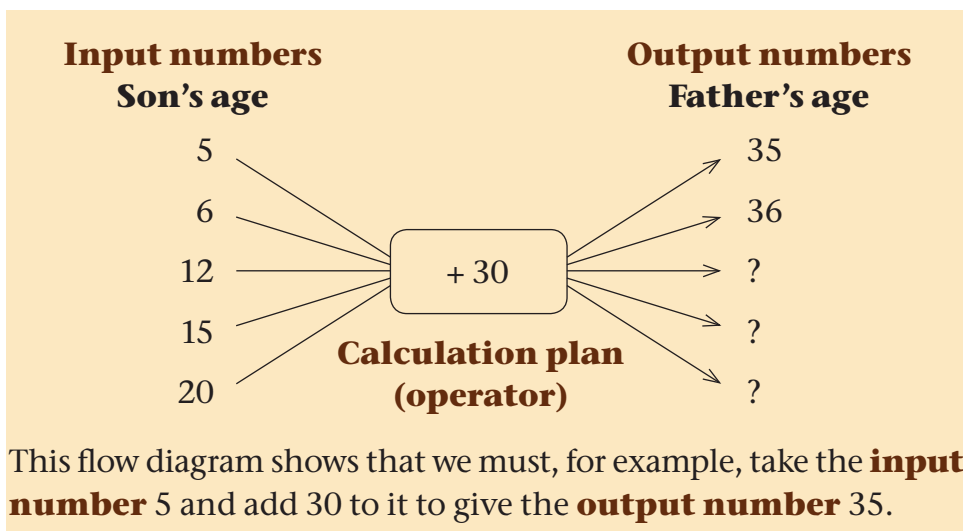 Input numbers Output numbers
Son's age Father's age
5 35
6 36
12 + 30 ?
15 ?
Calculation plan
20 (operator) ?
This flow diagram shows that we must, for example, take the input
number 5 and add 30 to it to give the output number 35.